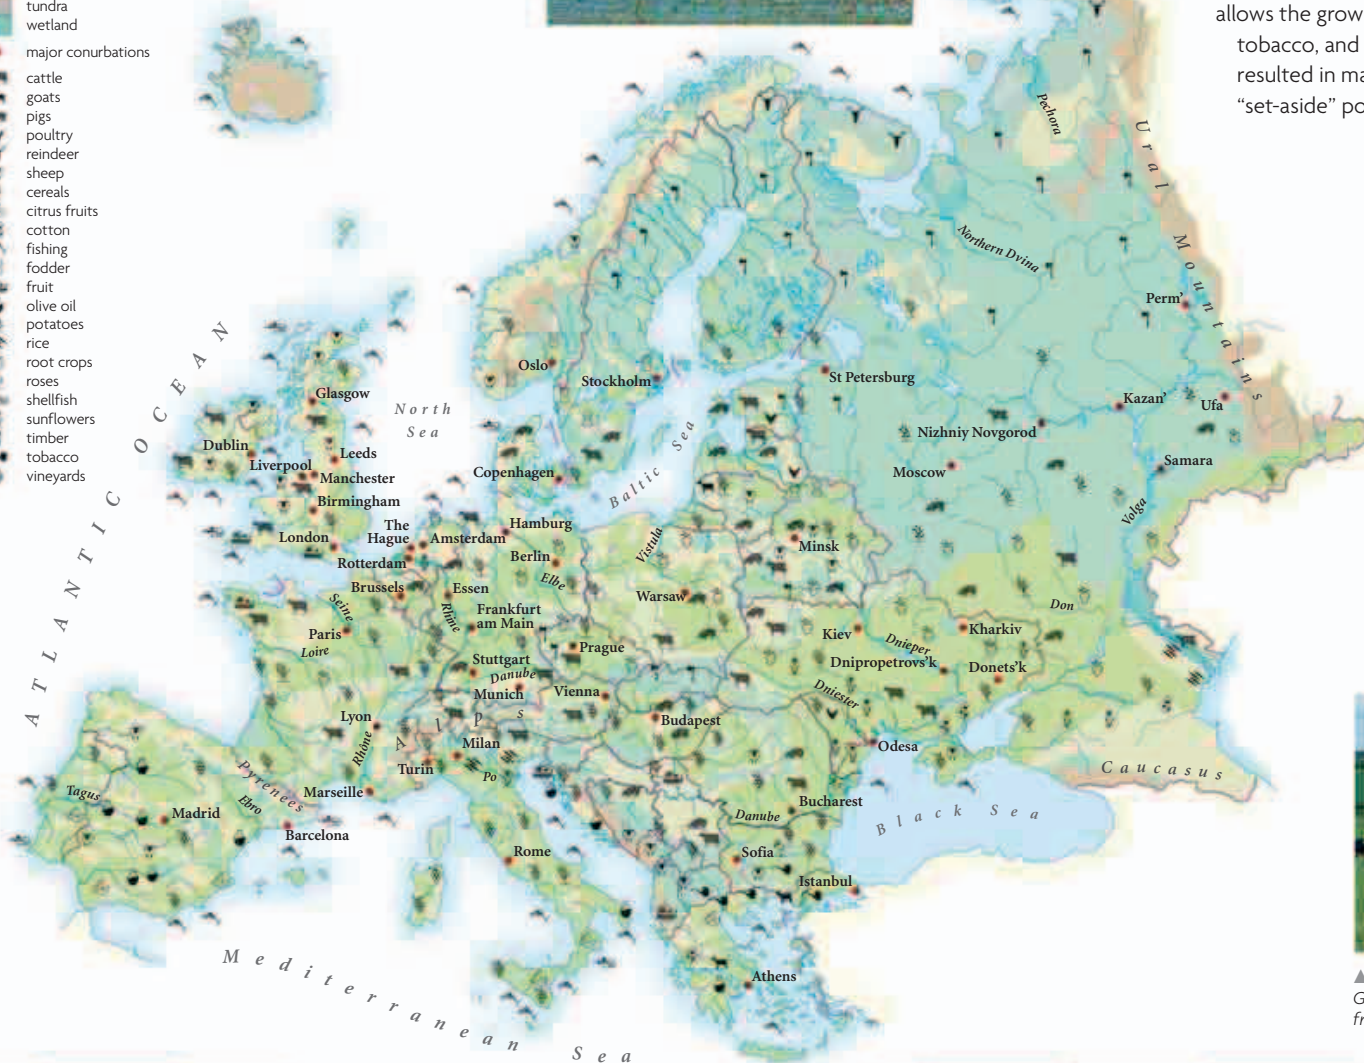 tundra
wetland
major conurbations
cattle
goats
pigs
poultry
reindeer
sheep
cereals
citrus fruits
cotton
fishing
fodder
fruit
olive oil
potatoes
rice
root crops
roses
shellfish
sunflowers
timber
tobacco
vineyards
allows the grow
tobacco, and
resulted in ma
“set-aside” po
Pechora
Ural Mountains
Northern Dvina
Perm'
ATLANTIC OCEAN
Oslo
Stockholm
St Petersburg
Glasgow
North
Sea
Kazan'
Ufa
Nizhniy Novgorod
Dublin
Leeds
Liverpool
Manchester
Copenhagen
Baltic Sea
Moscow
Samara
Birmingham
Volga
The
Hague
Hamburg
London
Amsterdam
Vistula
Minsk
Rotterdam
Berlin
Elbe
Brussels
Essen
Warsaw
Don
Seine
Rhine
Frankfurt
am Main
Paris
Loire
Prague
Kiev
Dnieper
Kharkiv
Stuttgart
Danube
Dnipropetrovs'k
Donets'k
Munich
Vienna
Dniester
Lyon
Alps
Budapest
Rhône
Milan
Odesa
Turin
Po
Caucasus
Pyrenees
Marseille
Tagus
Ebro
Madrid
Bucharest
Danube
Black Sea
Barcelona
Rome
Sofia
Istanbul
Mediterranean Sea
Athens
G
fr